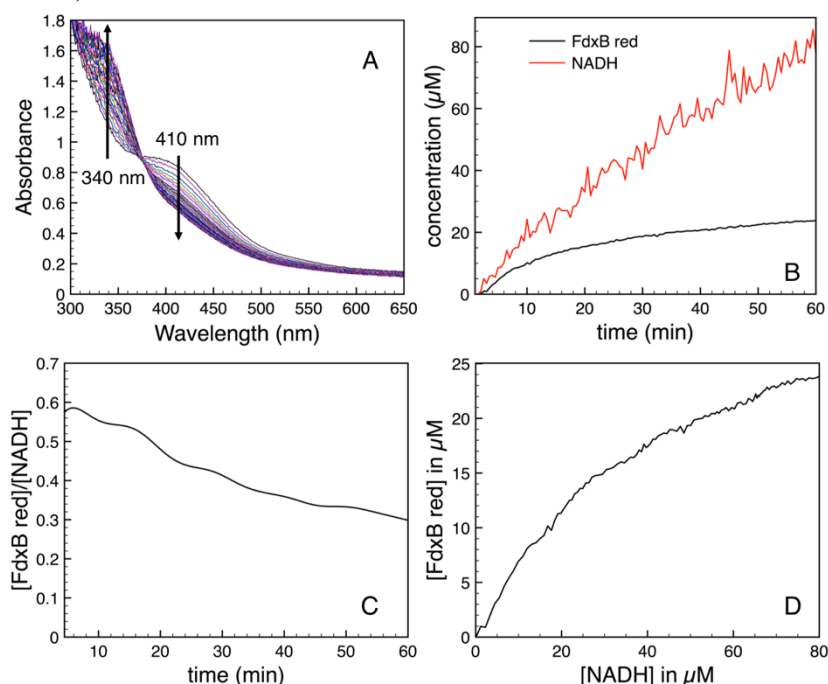 1.8
1.6
1.4
1.2
1
0.8
0.6
0.4
0.2
0
Absorbance
A
410 nm
340 nm
300 350 400 450 500 550 600 650
Wavelength (nm)
80
60
40
20
0
concentration (µM)
FdxB red
NADH
B
10 20 30 40 50 60
time (min)
0.7
0.6
0.5
0.4
0.3
0.2
0.1
0
[FdxB red]/[NADH]
C
10 20 30 40 50 60
time (min)
25
20
15
10
5
0
[FdxB red] in µM
D
0 20 40 60 80
[NADH] in µM